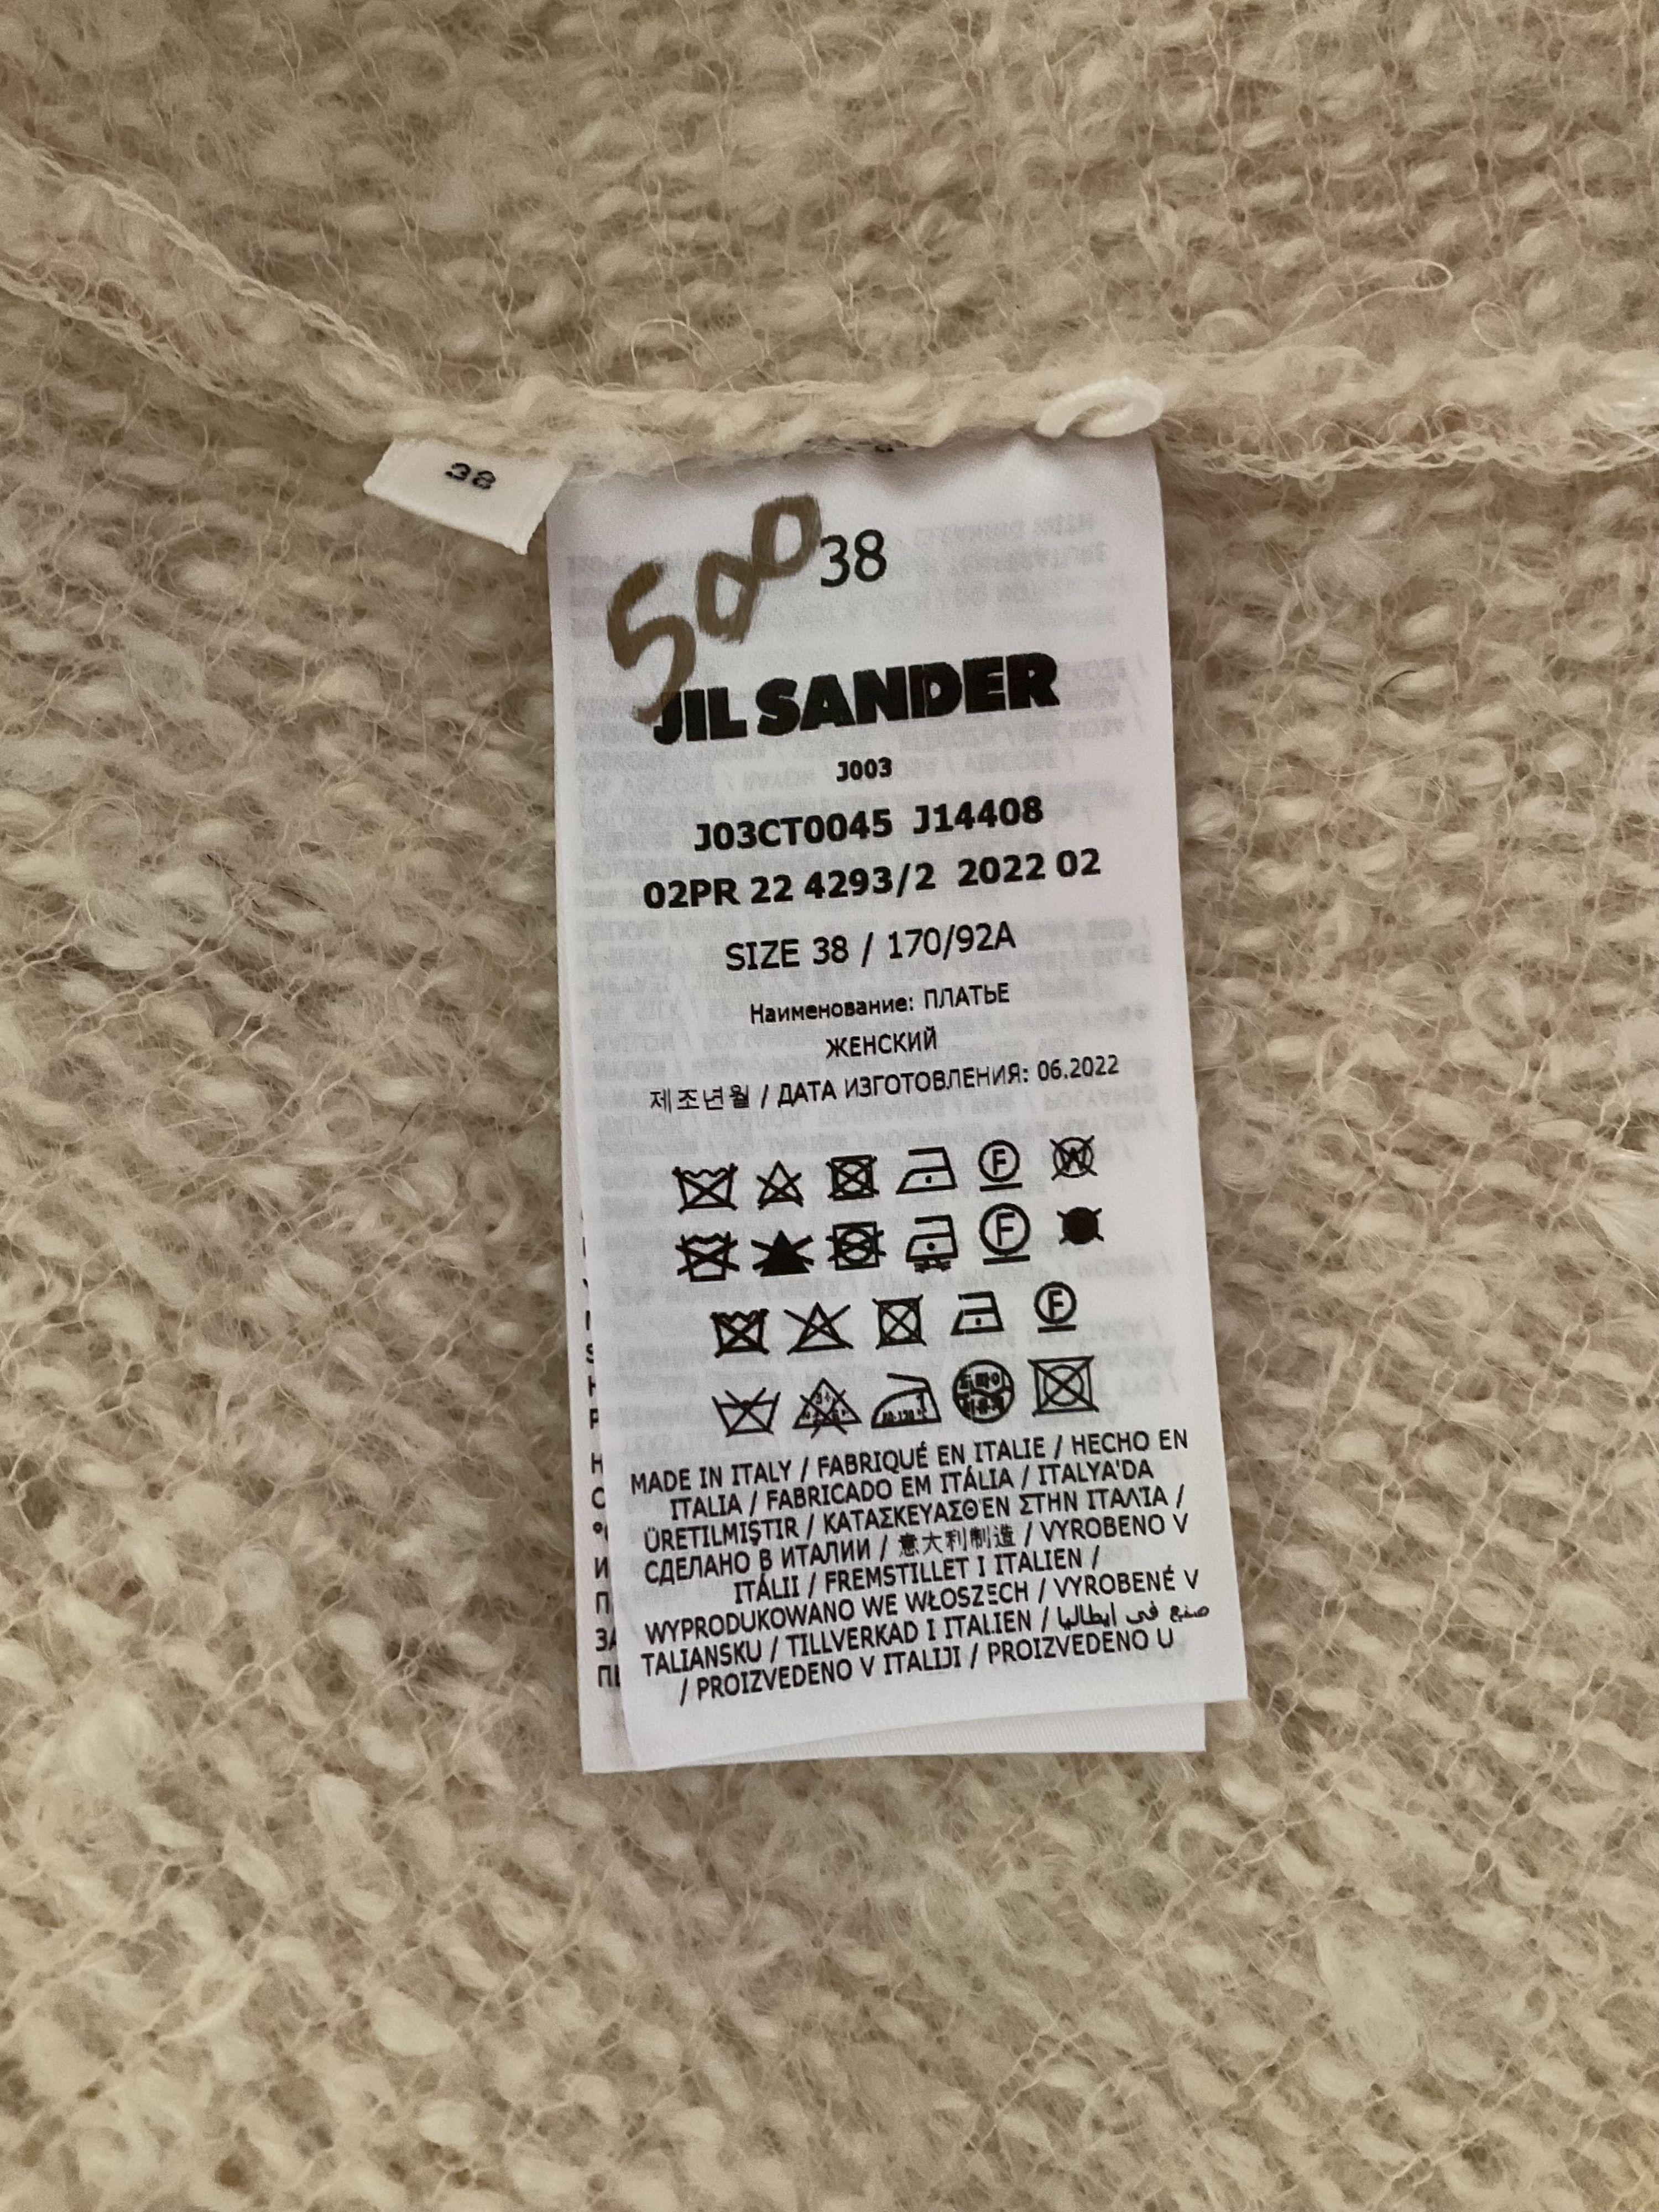 38
500
38
JIL SANDER
J003
J03CT0045 J14408
02PR 22 4293/2 2022 02
SIZE 38 / 170/92A
Наименование: ПЛАТЬЕ
ЖЕНСКИЙ
제조년월 / ДАТА ИЗГОТОВЛЕНИЯ: 06.2022
F W
F
F
MADE IN ITALY / FABRIQUÉ EN ITALIE / HECHO EN
ITALIA / FABRICADO EM ITÁLIA / ITALYA'DA
ÜRETILMIŞTIR / ΚΑΤΑΣΚΕΥΑΣΘΈΝ ΣΤΗΝ ΙΤΑΛΊΑ /
СДЕЛАНО В ИТАЛИИ / 意大利制造 / VYROBENO V
ITÁLII / FREMSTILLET I ITALIEN /
WYPRODUKOWANO WE WŁOSZECH / VYROBENÉ V
TALIANSKU / TILLVERKAD I ITALIEN / صنع في ايطاليا
/ PROIZVEDENO V ITALIJI / PROIZVEDENO U